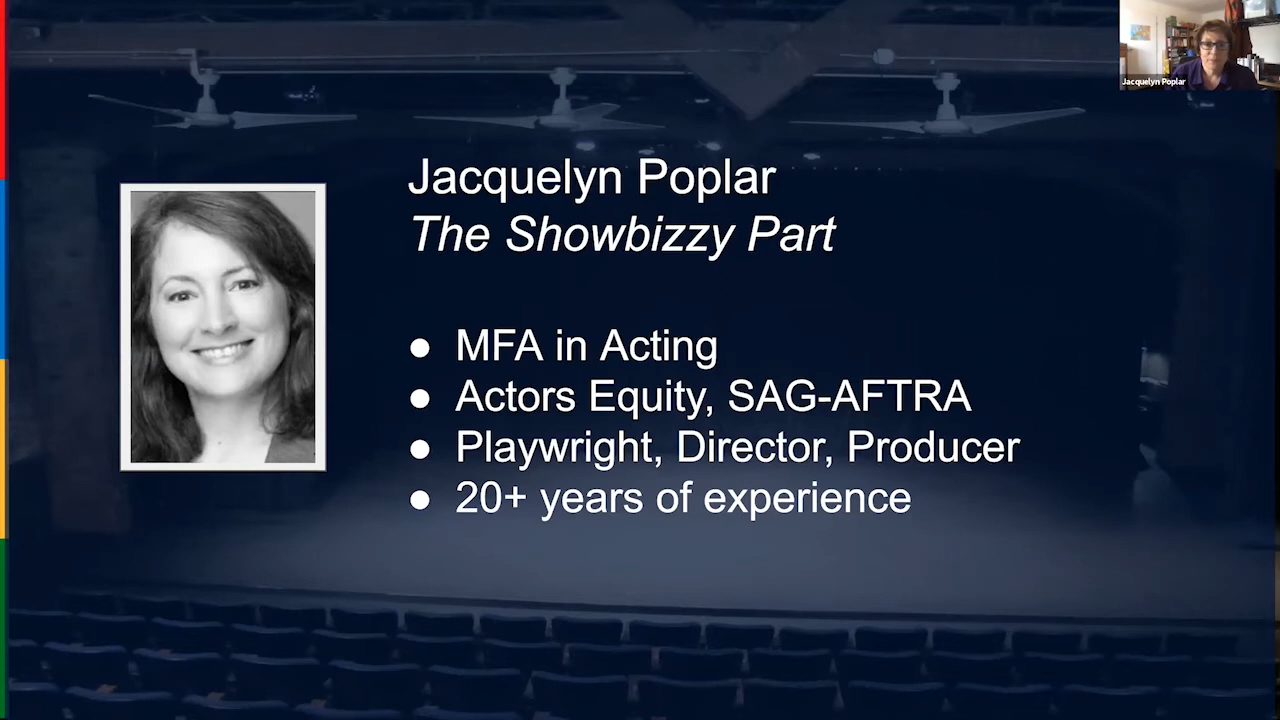 Jacquelyn Poplar
Jacquelyn Poplar
The Showbizzy Part
● MFA in Acting
● Actors Equity, SAG-AFTRA
● Playwright, Director, Producer
● 20+ years of experience